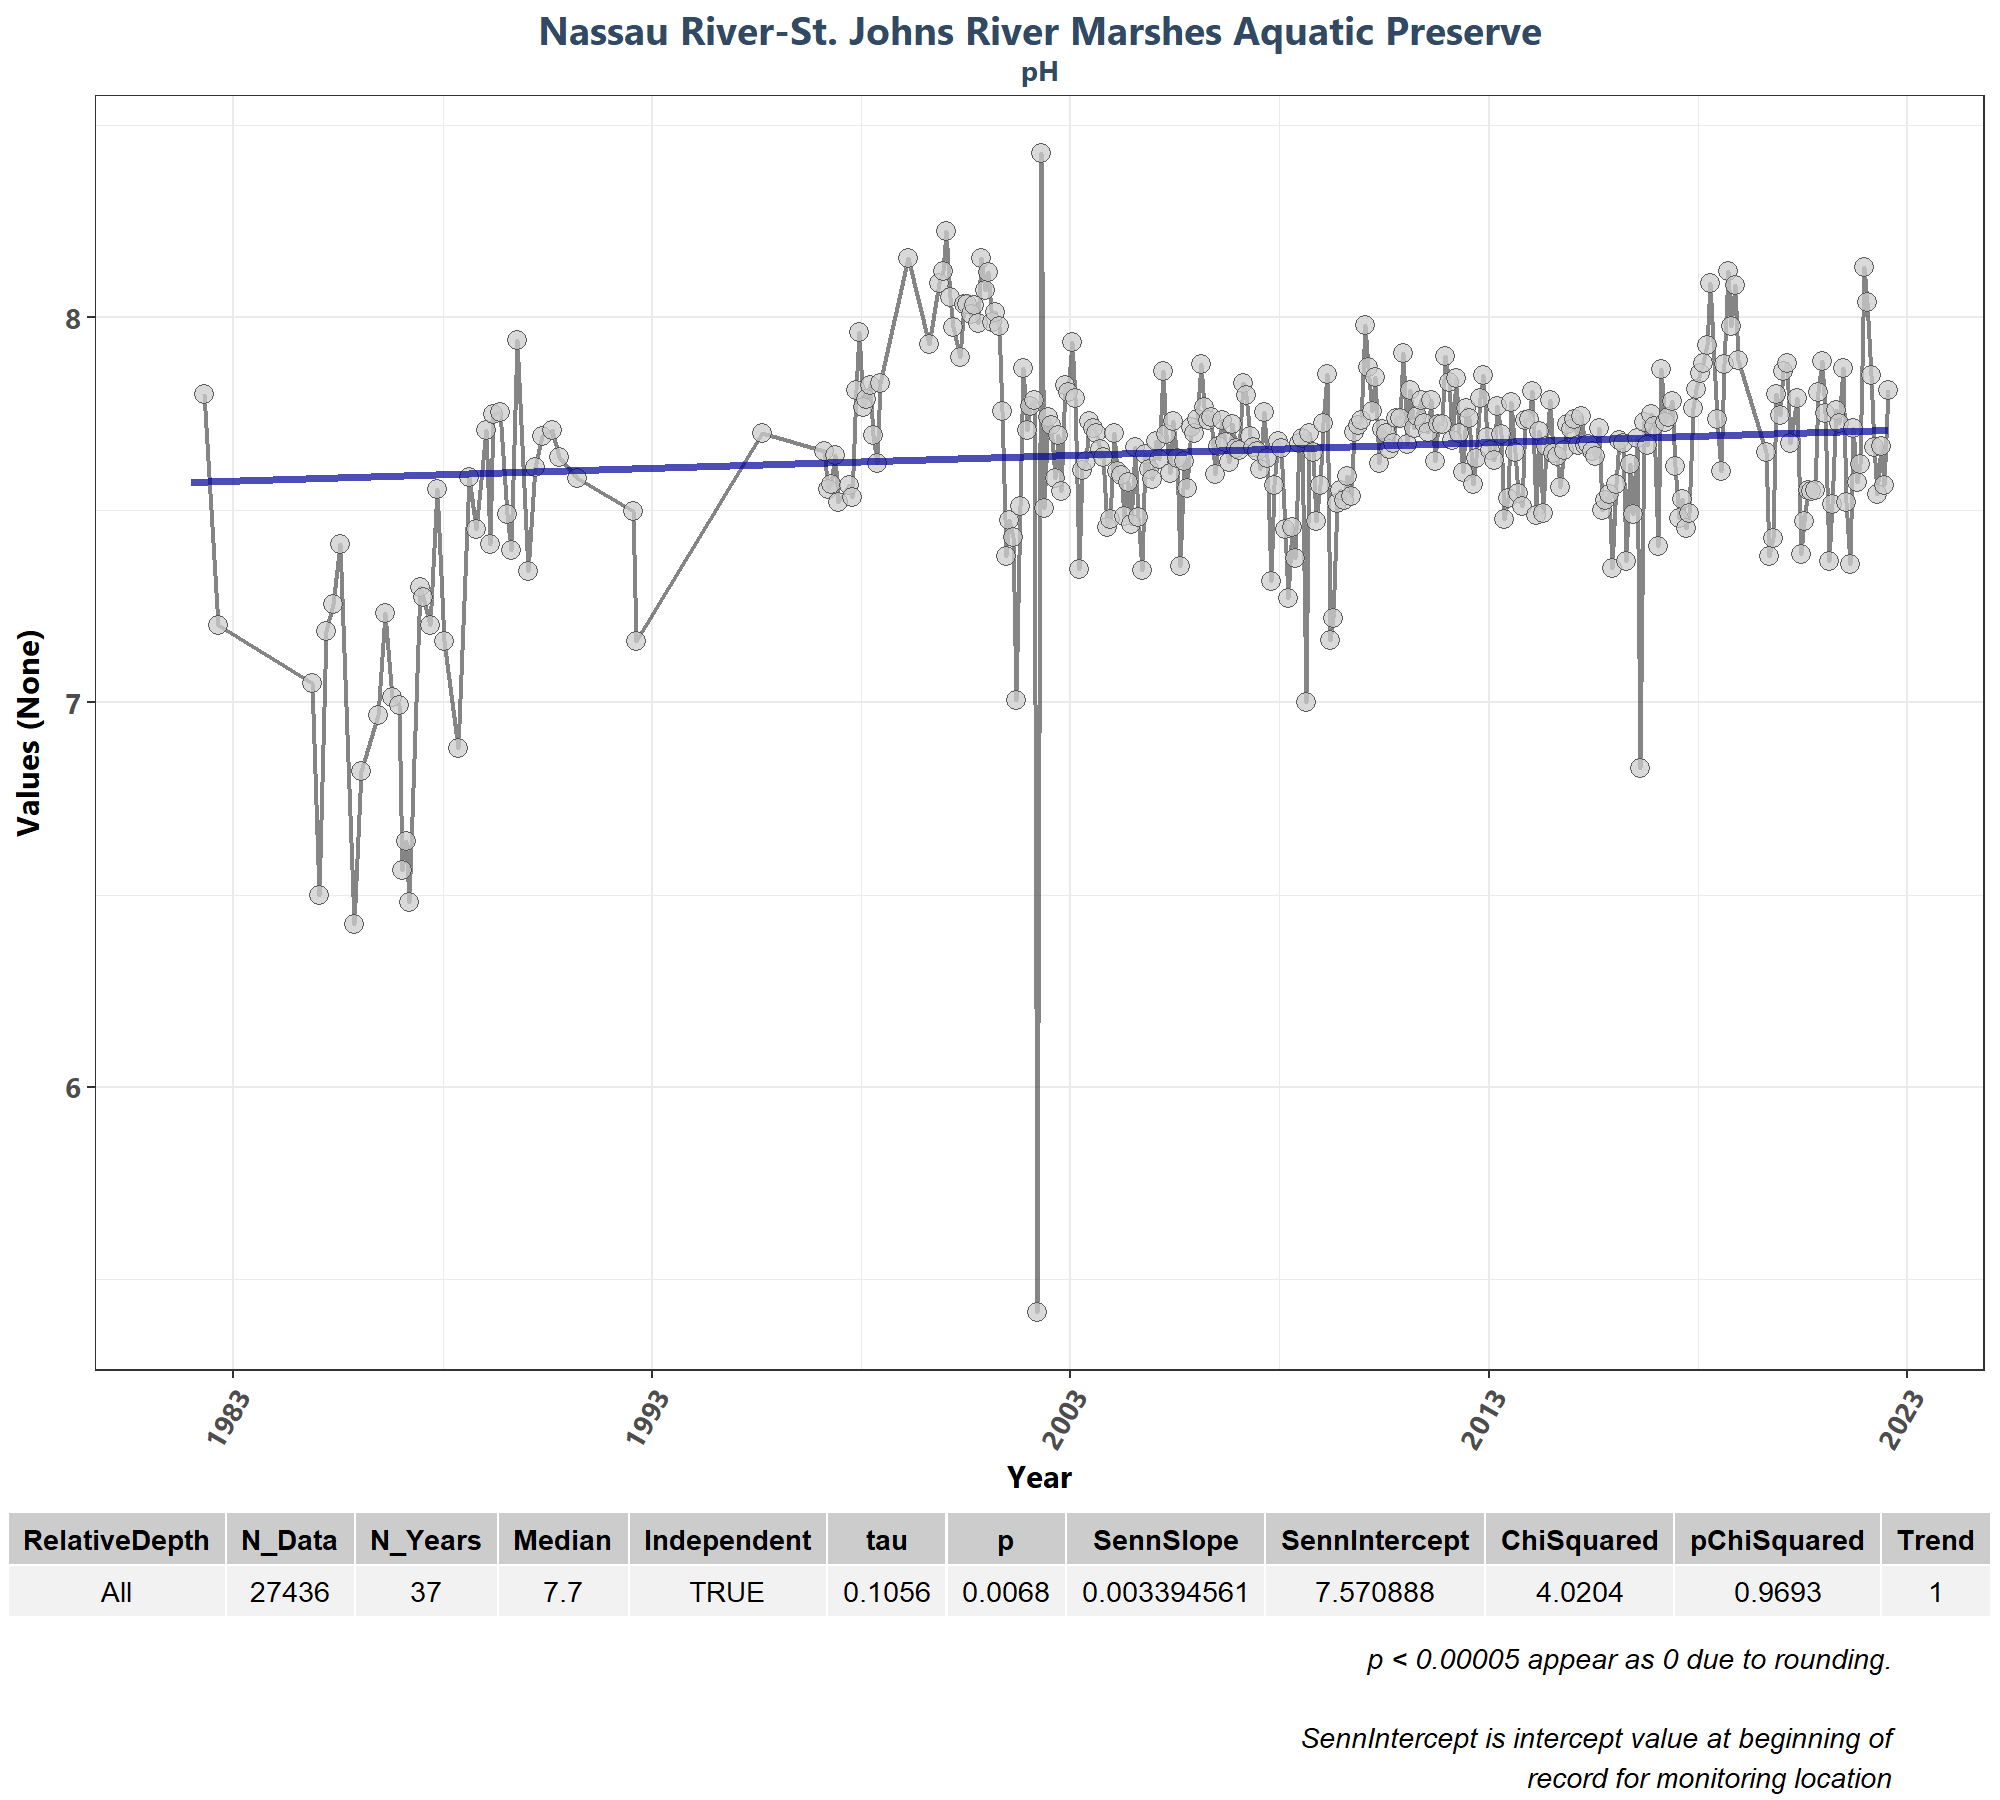 Nassau River-St. Johns River Marshes Aquatic Preserve
pH
Values (None)
8
7
6
1983 1993 2003 2013 2023
Year
RelativeDepth N_Data N_Years Median Independent tau p SennSlope SennIntercept ChiSquared pChiSquared Trend
All 27436 37 7.7 TRUE 0.1056 0.0068 0.003394561 7.570888 4.0204 0.9693 1
p < 0.00005 appear as 0 due to rounding.
SennIntercept is intercept value at beginning of
record for monitoring location